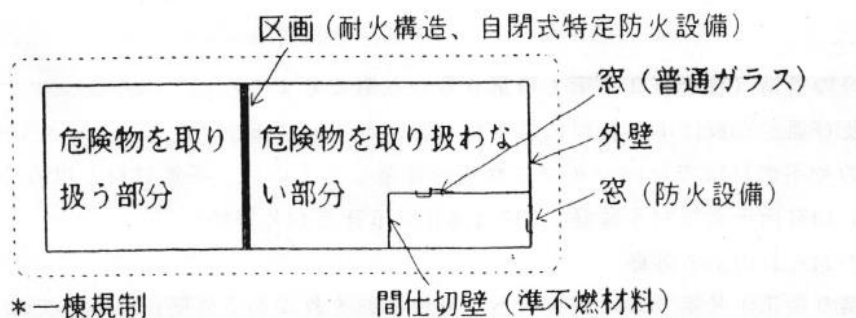 区画(耐火構造、自閉式特定防火設備)
危険物を取り
扱う部分
危険物を取り扱わな
い部分
窓(普通ガラス)
外壁
窓(防火設備)
*一棟規制
間仕切壁(準不燃材料)